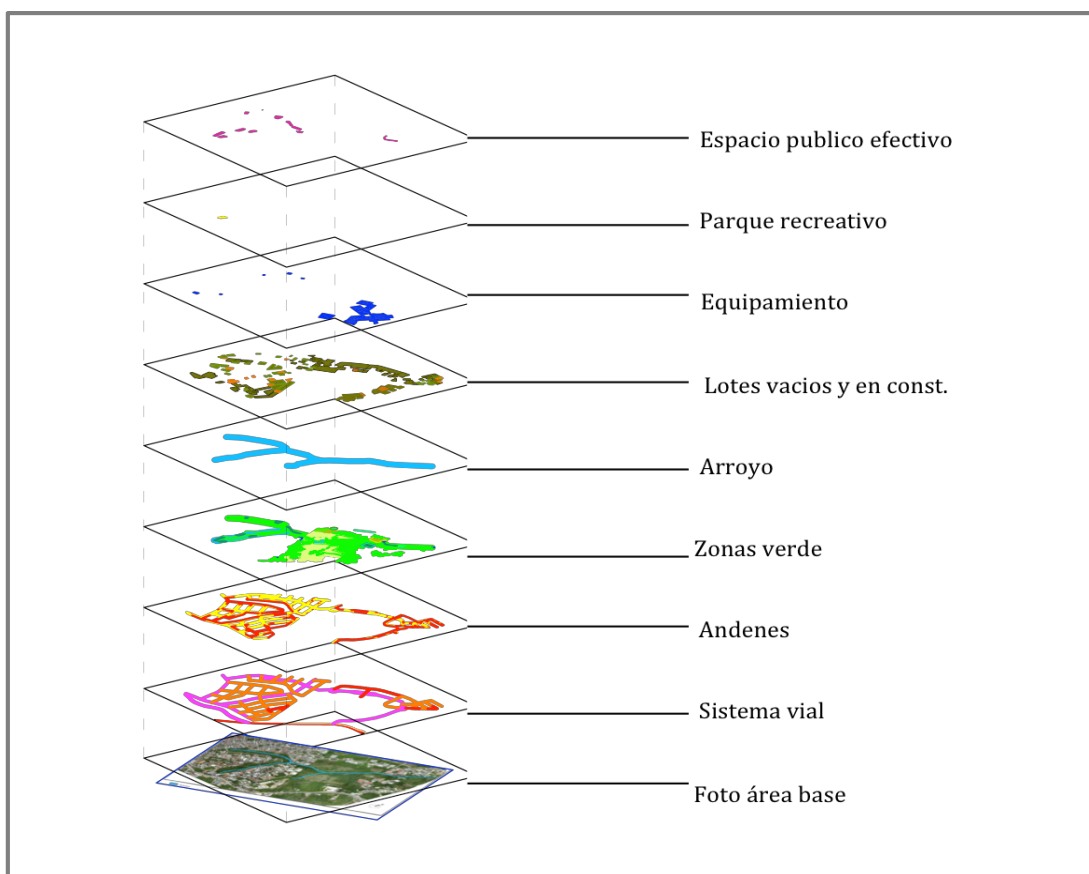 Espacio publico efectivo
Parque recreativo
Equipamiento
Lotes vacios y en const.
Arroyo
Zonas verde
Andenes
Sistema vial
Foto área base